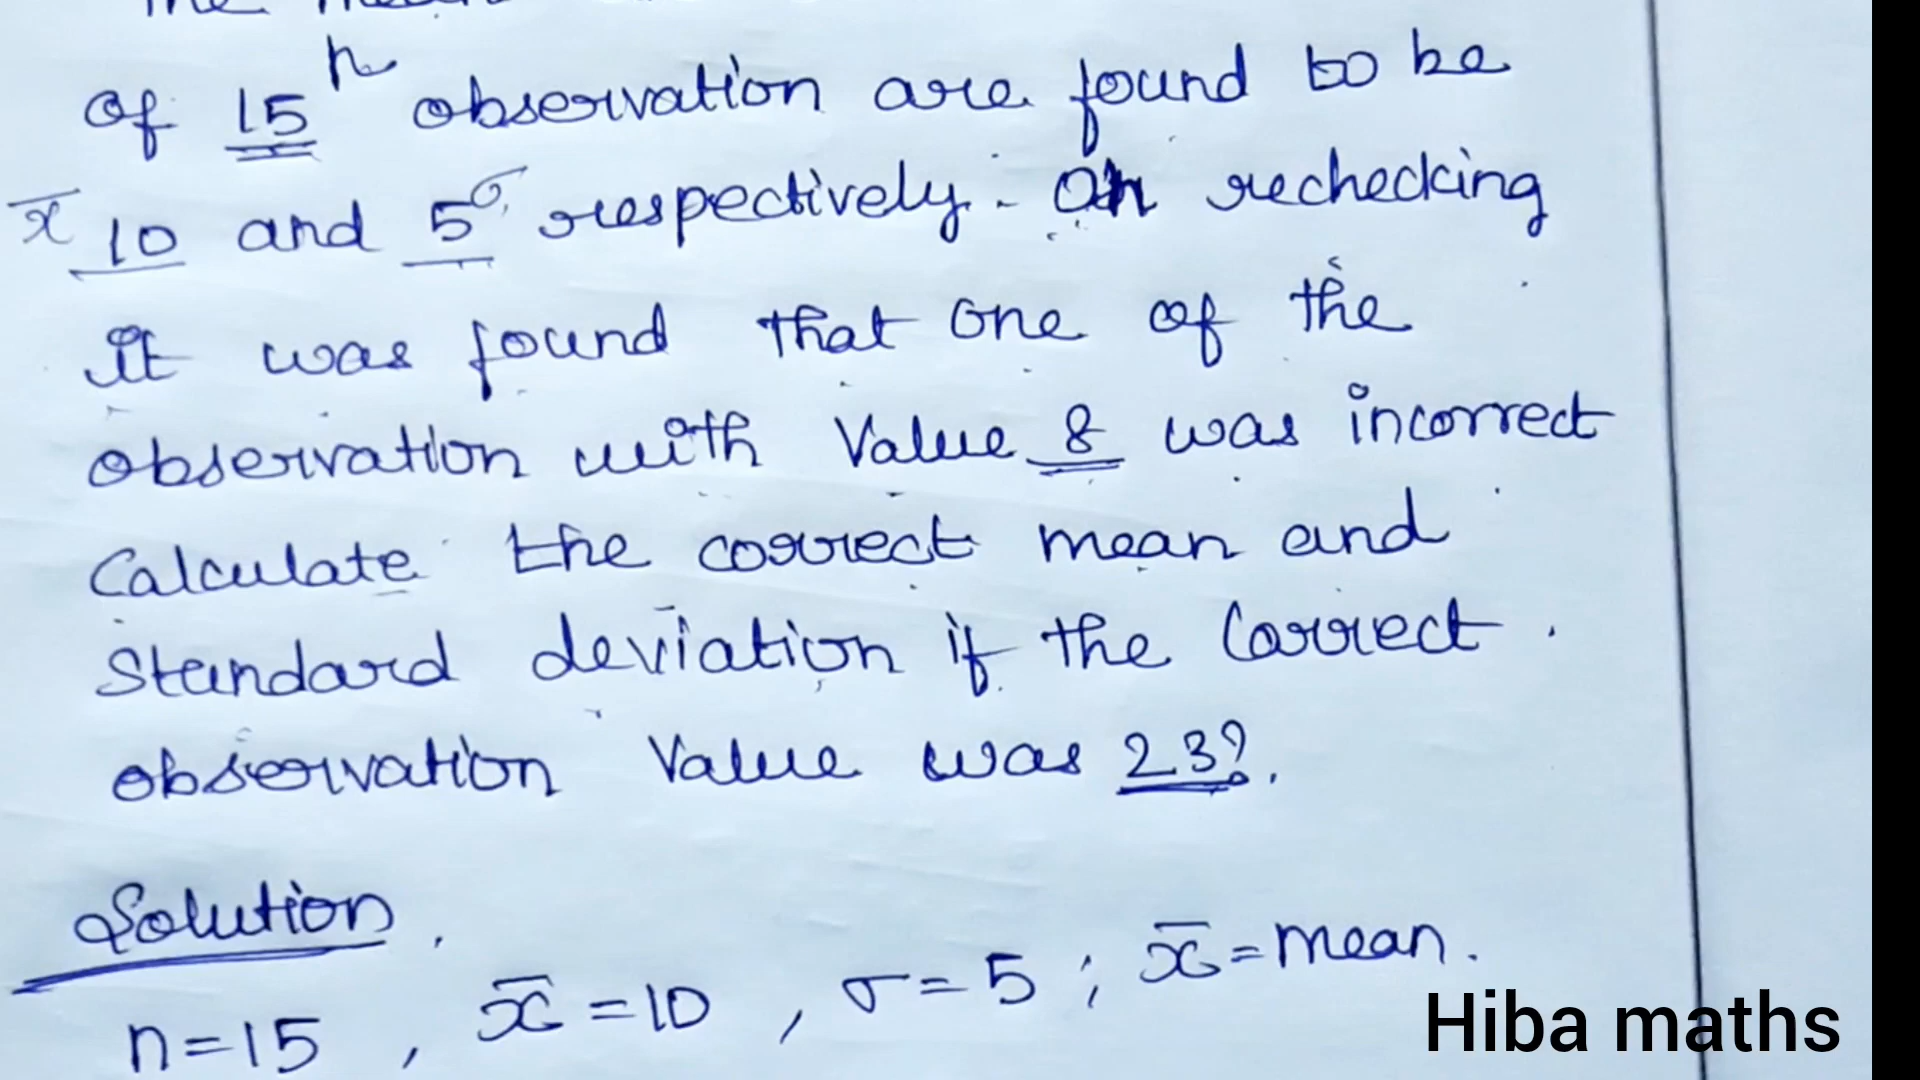 The mean
of 15 n observation are found to be
x̄ 10 and 5 σ respectively. On rechecking
it was found that one of the
observation with Value 8 was incorrect
Calculate the correct mean and
Standard deviation if the Correct
observation Value was 23?.
Solution
n=15, x̄=10, σ=5; x̄=mean.
Hiba maths